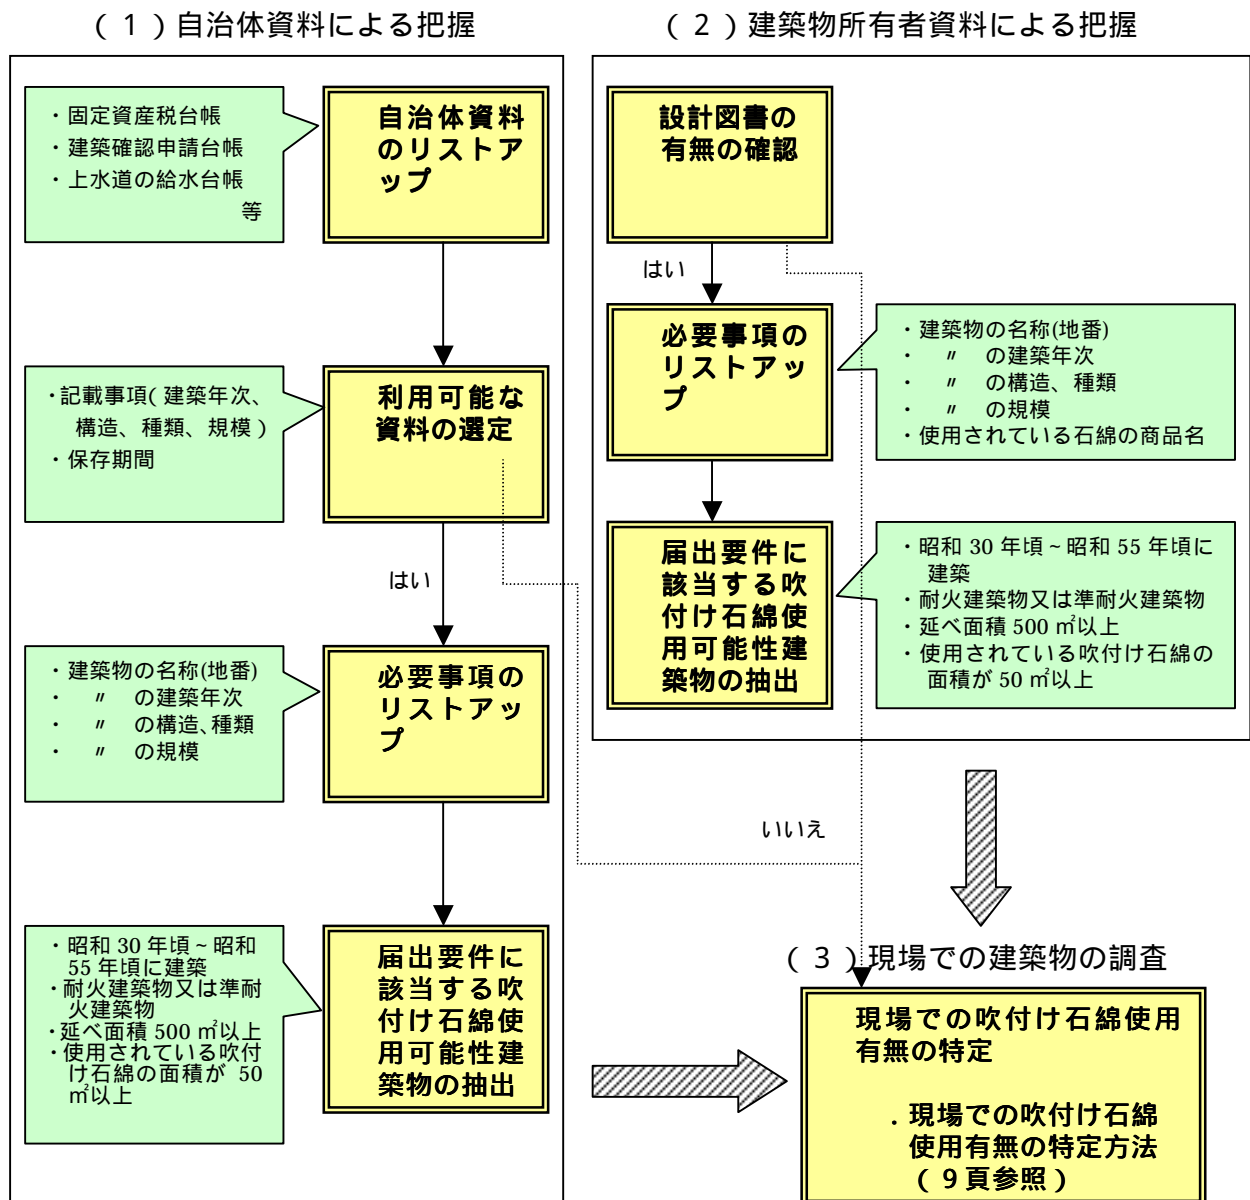 (1)自治体資料による把握
・固定資産税台帳
・建築確認申請台帳
・上水道の給水台帳
等
自治体資料
のリストア
ップ
・記載事項(建築年次、
構造、種類、規模)
・保存期間
利用可能な
資料の選定
はい
・建築物の名称(地番)
・ 〃 の建築年次
・ 〃 の構造、種類
・ 〃 の規模
必要事項の
リストアッ
プ
・昭和 30 年頃~昭和
55 年頃に建築
・耐火建築物又は準耐
火建築物
・延べ面積 500 ㎡以上
・使用されている吹付
け石綿の面積が 50
㎡以上
届出要件に
該当する吹
付け石綿使
用可能性建
築物の抽出
(2)建築物所有者資料による把握
設計図書の
有無の確認
はい
必要事項の
リストアッ
プ
・建築物の名称(地番)
・ 〃 の建築年次
・ 〃 の構造、種類
・ 〃 の規模
・使用されている石綿の商品名
届出要件に
該当する吹
付け石綿使
用可能性建
築物の抽出
・昭和 30 年頃~昭和 55 年頃に
建築
・耐火建築物又は準耐火建築物
・延べ面積 500 ㎡以上
・使用されている吹付け石綿の
面積が 50 ㎡以上
いいえ
(3)現場での建築物の調査
現場での吹付け石綿使用
有無の特定
.現場での吹付け石綿
使用有無の特定方法
(9頁参照)